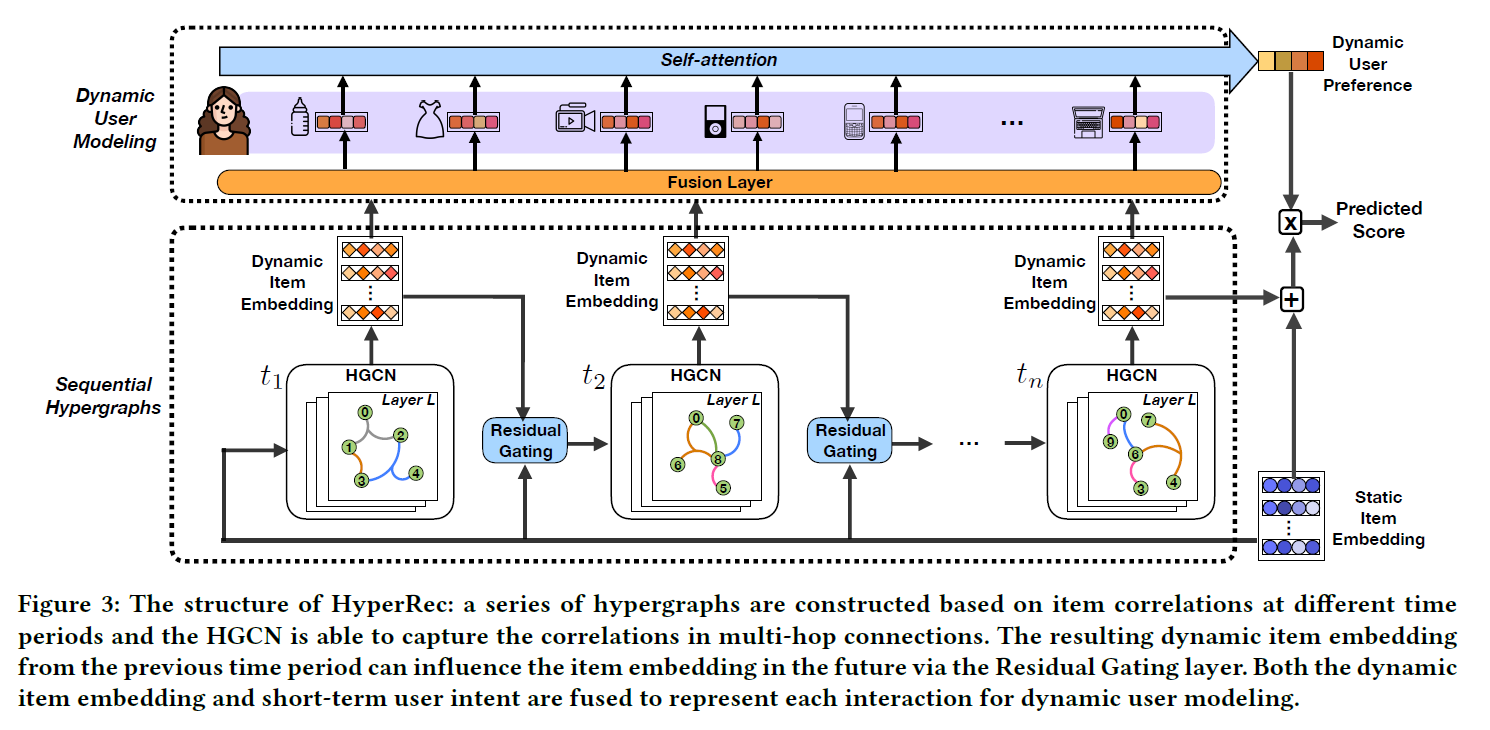 Self-attention
Dynamic
User
Preference
Dynamic
User
Modeling
...
Fusion Layer
Predicted
Score
x
+
Dynamic
Item
Embedding
Dynamic
Item
Embedding
Dynamic
Item
Embedding
Sequential
Hypergraphs
t1
HGCN
Layer L
0
1
2
3
4
Residual
Gating
t2
HGCN
Layer L
0
7
6
8
5
Residual
Gating
...
tn
HGCN
Layer L
0
7
9
6
3
4
Static
Item
Embedding
Figure 3: The structure of HyperRec: a series of hypergraphs are constructed based on item correlations at different time
periods and the HGCN is able to capture the correlations in multi-hop connections. The resulting dynamic item embedding
from the previous time period can influence the item embedding in the future via the Residual Gating layer. Both the dynamic
item embedding and short-term user intent are fused to represent each interaction for dynamic user modeling.